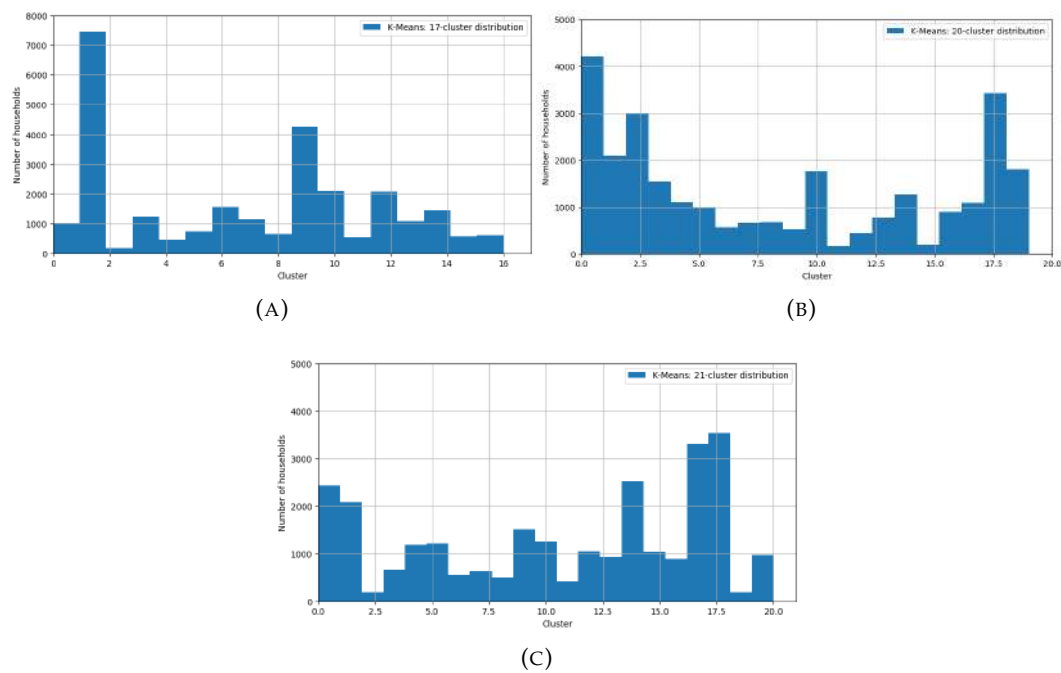 K-Means: 17-cluster distribution
8000
7000
6000
5000
4000
3000
2000
1000
0
Number of households
0 2 4 6 8 10 12 14 16
Cluster
(A)
K-Means: 20-cluster distribution
5000
4000
3000
2000
1000
0
Number of households
0.0 2.5 5.0 7.5 10.0 12.5 15.0 17.5 20.0
Cluster
(B)
K-Means: 21-cluster distribution
5000
4000
3000
2000
1000
0
Number of households
0.0 2.5 5.0 7.5 10.0 12.5 15.0 17.5 20.0
Cluster
(C)